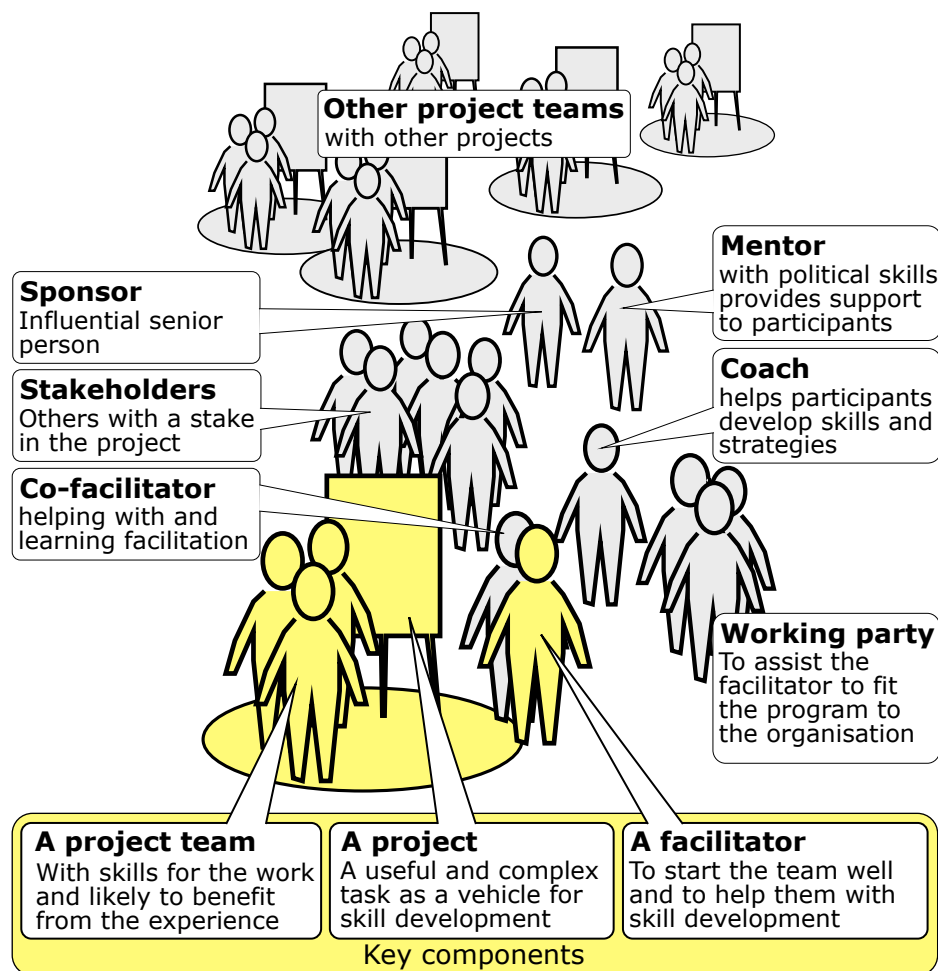 Other project teams
with other projects
Mentor
with political skills
provides support
to participants
Sponsor
Influential senior
person
Coach
helps participants
develop skills and
strategies
Stakeholders
Others with a stake
in the project
Co-facilitator
helping with and
learning facilitation
Working party
To assist the
facilitator to fit
the program to
the organisation
A project team
With skills for the work
and likely to benefit
from the experience
A project
A useful and complex
task as a vehicle for
skill development
A facilitator
To start the team well
and to help them with
skill development
Key components